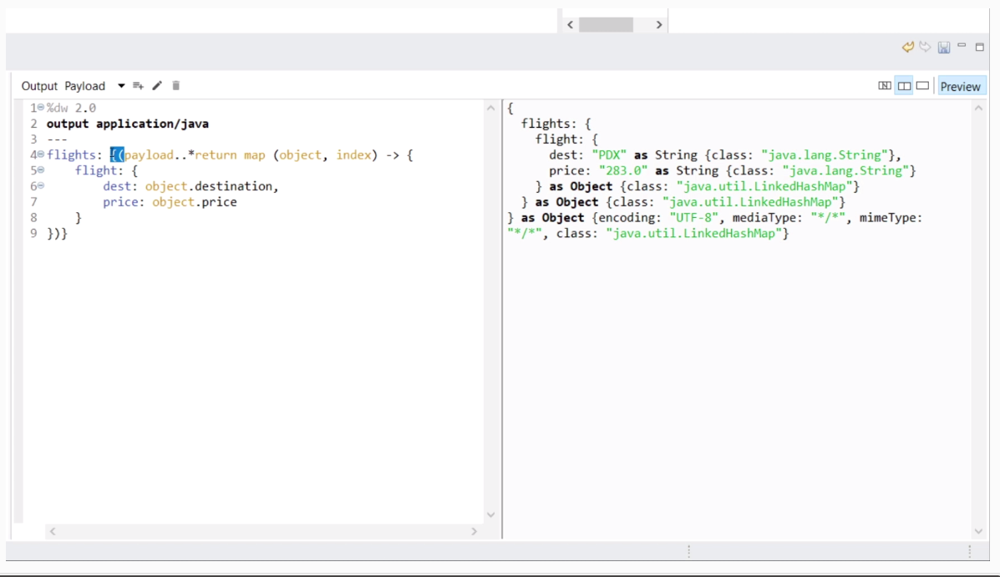 Output Payload
Preview
1 %dw 2.0
2 output application/java
3 ---
4 flights: {(payload..*return map (object, index) -> {
5 flight: {
6 dest: object.destination,
7 price: object.price
8 }
9 })}
{
flights: {
flight: {
dest: "PDX" as String {class: "java.lang.String"},
price: "283.0" as String {class: "java.lang.String"}
} as Object {class: "java.util.LinkedHashMap"}
} as Object {class: "java.util.LinkedHashMap"}
} as Object {encoding: "UTF-8", mediaType: "*/*", mimeType:
"*/*", class: "java.util.LinkedHashMap"}